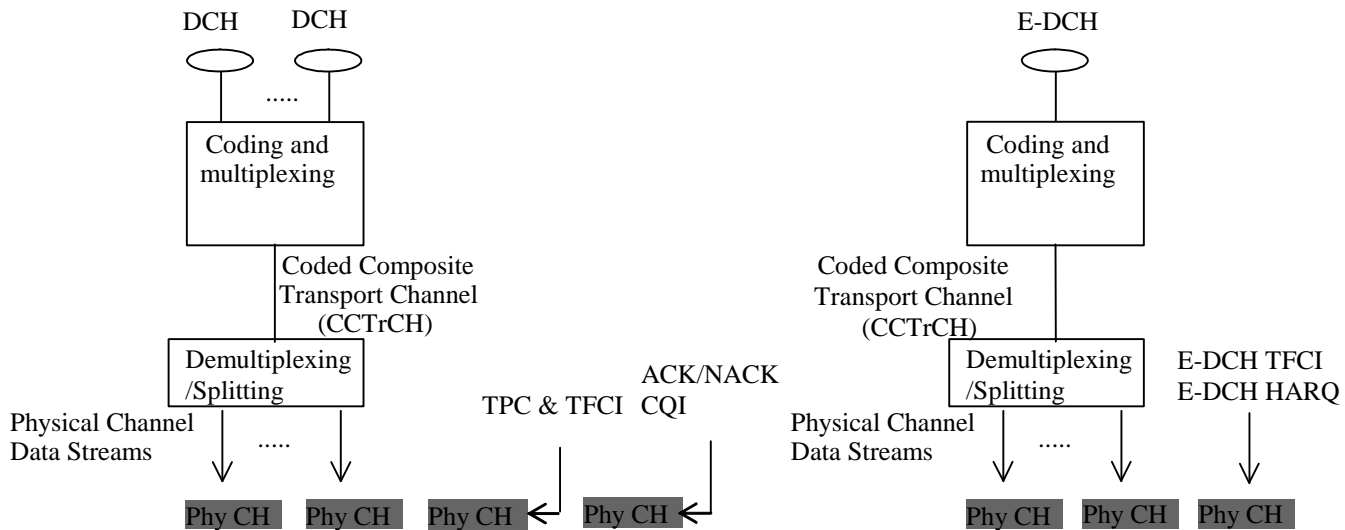 DCH DCH
.....
Coding and
multiplexing
Coded Composite
Transport Channel
(CCTrCH)
Demultiplexing
/Splitting
Physical Channel
Data Streams
.....
TPC & TFCI
ACK/NACK
CQI
Phy CH Phy CH Phy CH Phy CH
E-DCH
Coding and
multiplexing
Coded Composite
Transport Channel
(CCTrCH)
Demultiplexing
/Splitting
E-DCH TFCI
E-DCH HARQ
Physical Channel
Data Streams
.....
Phy CH Phy CH Phy CH